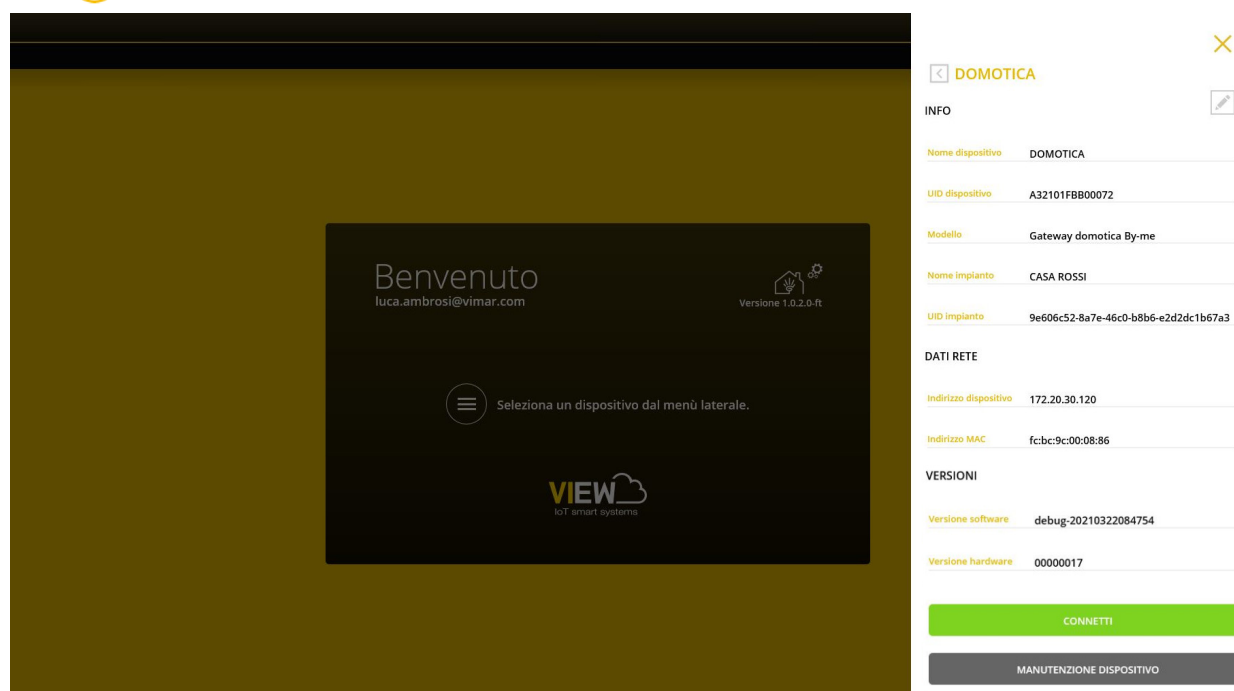 Benvenuto
luca.ambrosi@vimar.com
Versione 1.0.2.0-ft
Seleziona un dispositivo dal menù laterale.
VIEW
IoT smart systems
DOMOTICA
INFO
Nome dispositivo DOMOTICA
UID dispositivo A32101FBB00072
Modello Gateway domotica By-me
Nome impianto CASA ROSSI
UID impianto 9e606c52-8a7e-46c0-b8b6-e2d2dc1b67a3
DATI RETE
Indirizzo dispositivo 172.20.30.120
Indirizzo MAC fc:bc:9c:00:08:86
VERSIONI
Versione software debug-20210322084754
Versione hardware 00000017
CONNETTI
MANUTENZIONE DISPOSITIVO